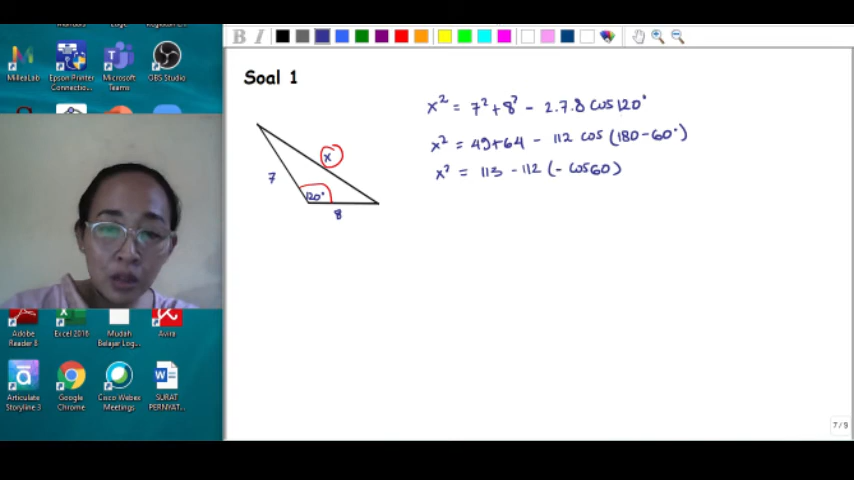 MilleaLab
Epson Printer
Connectio...
Microsoft
Teams
OBS Studio
B I
Soal 1
x² = 7² + 8² - 2.7.8 cos 120°
x² = 49+64 - 112 cos (180-60°)
x² = 113 - 112 (- cos60)
x
7
120°
8
Adobe
Reader 8
Excel 2016
Mudah
Belajar Log...
Avira
Articulate
Storyline 3
Google
Chrome
Cisco Webex
Meetings
SURAT
PERNYAT...
7/9